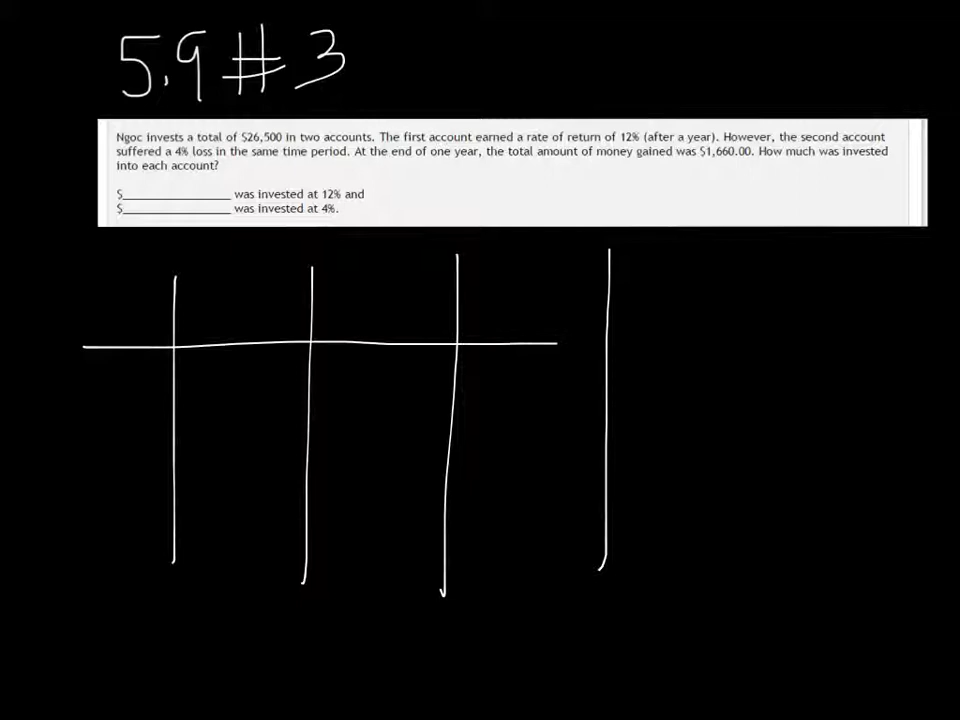 5.9 # 3
Ngoc invests a total of $26,500 in two accounts. The first account earned a rate of return of 12% (after a year). However, the second account
suffered a 4% loss in the same time period. At the end of one year, the total amount of money gained was $1,660.00. How much was invested
into each account?
$_________________ was invested at 12% and
$_________________ was invested at 4%.